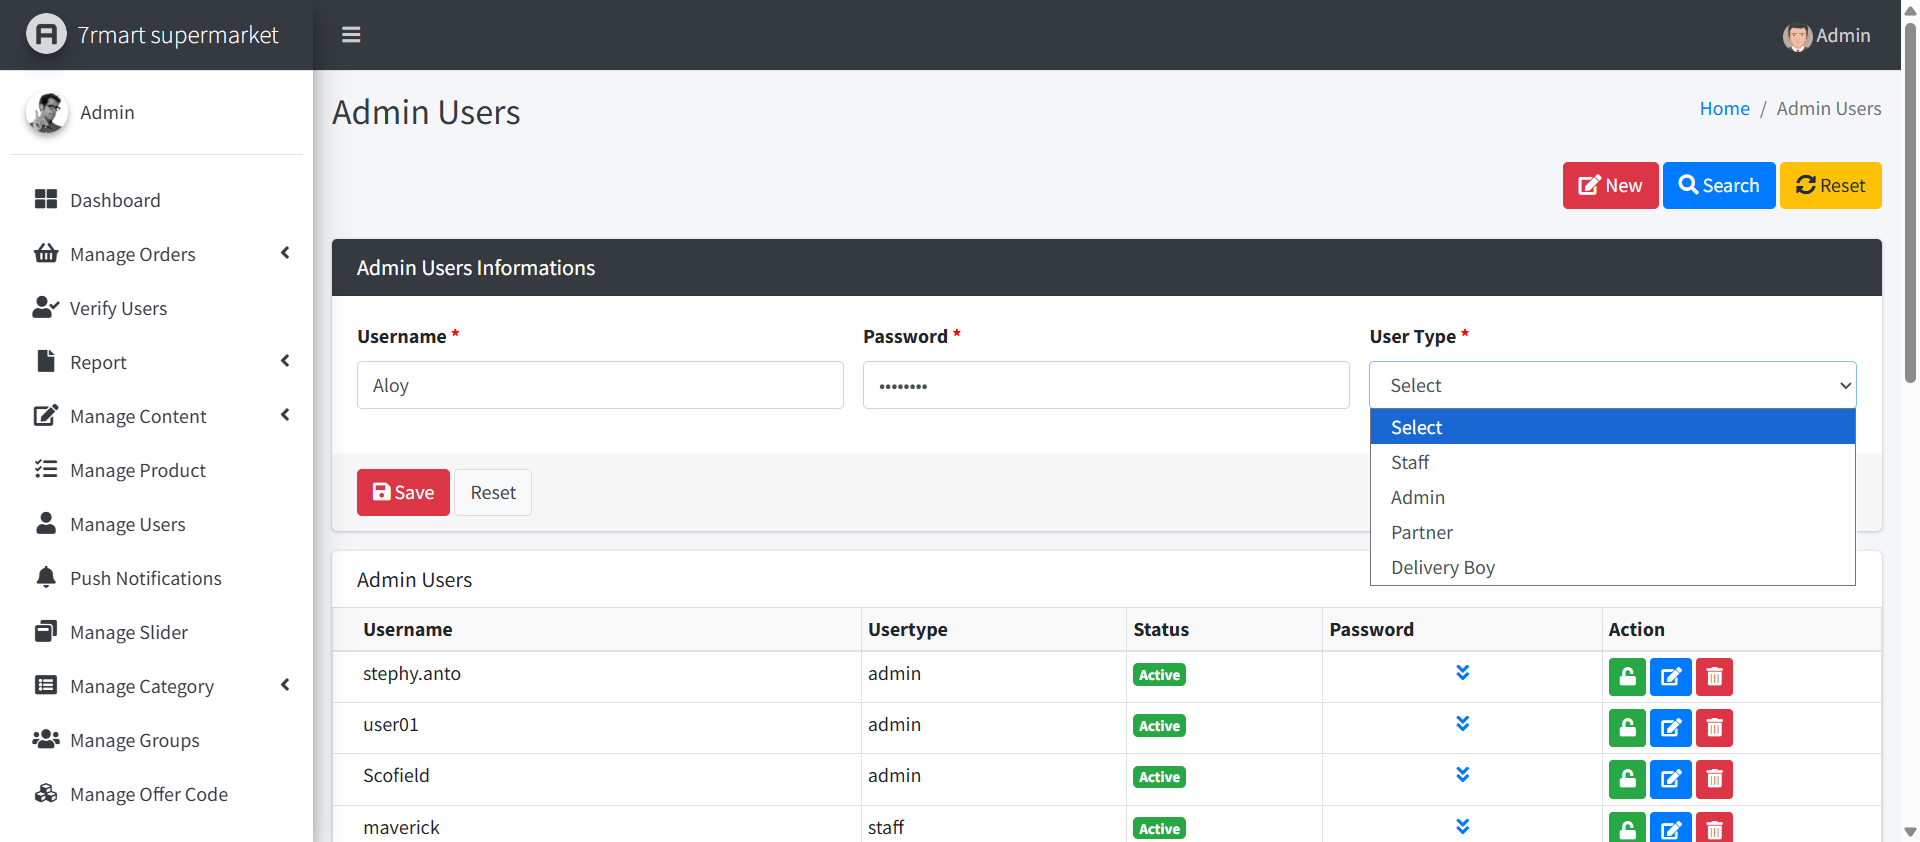 7rmart supermarket
Admin
Admin
Dashboard
Manage Orders
Verify Users
Report
Manage Content
Manage Product
Manage Users
Push Notifications
Manage Slider
Manage Category
Manage Groups
Manage Offer Code
Admin Users
Home / Admin Users
New Search Reset
Admin Users Informations
Username * Password * User Type *
Aloy •••••••• Select
Select
Staff
Admin
Partner
Delivery Boy
Save Reset
Admin Users
Username Usertype Status Password Action
stephy.anto admin Active
user01 admin Active
Scofield admin Active
maverick staff Active